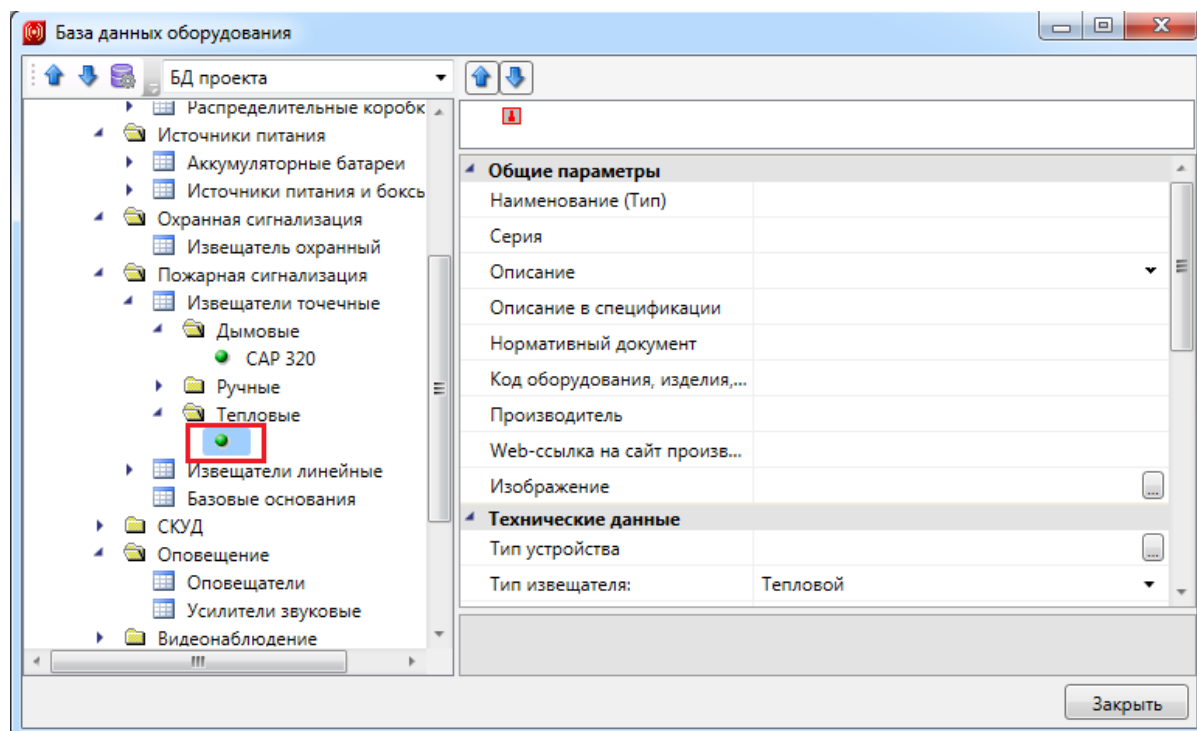 База данных оборудования
БД проекта
Распределительные коробк
Источники питания
Аккумуляторные батареи
Источники питания и боксы
Охранная сигнализация
Извещатель охранный
Пожарная сигнализация
Извещатели точечные
Дымовые
САР 320
Ручные
Тепловые
Извещатели линейные
Базовые основания
СКУД
Оповещение
Оповещатели
Усилители звуковые
Видеонаблюдение
Общие параметры
Наименование (Тип)
Серия
Описание
Описание в спецификации
Нормативный документ
Код оборудования, изделия,...
Производитель
Web-ссылка на сайт произв...
Изображение
...
Технические данные
Тип устройства
...
Тип извещателя: Тепловой
Закрыть